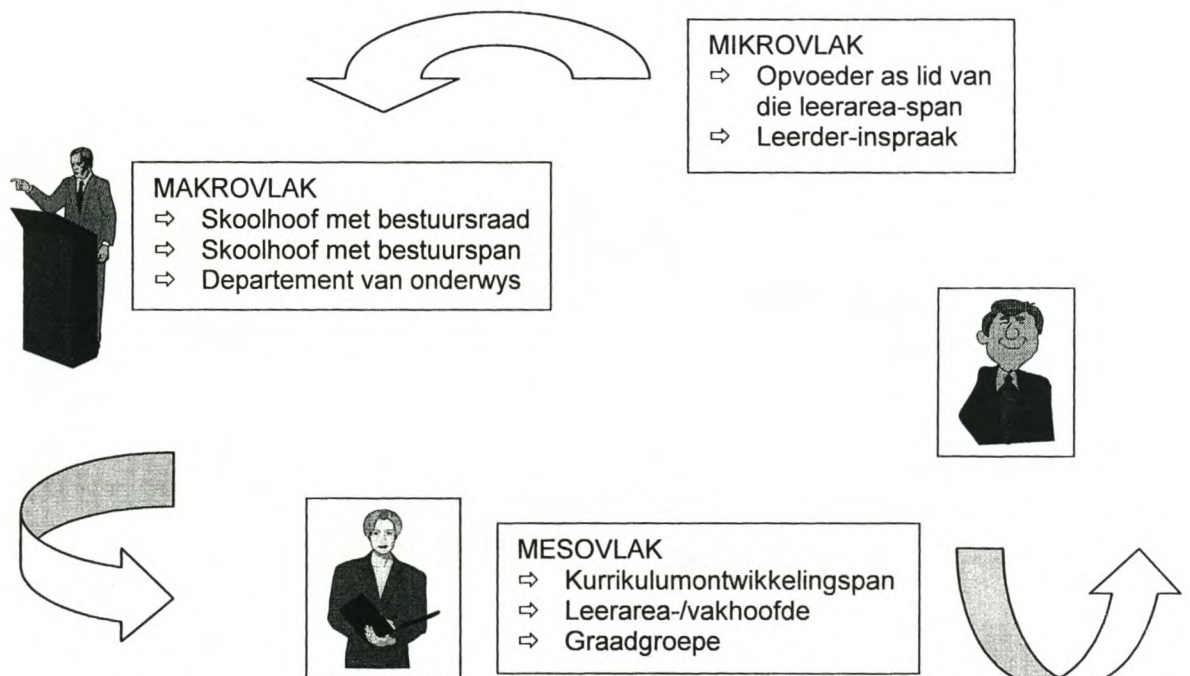 MIKROVLAK
⇨ Opvoeder as lid van
die leerarea-span
⇨ Leerder-inspraak
MAKROVLAK
⇨ Skoolhoof met bestuursraad
⇨ Skoolhoof met bestuurspan
⇨ Departement van onderwys
MESOVLAK
⇨ Kurrikulumontwikkelingspan
⇨ Leerarea-/vakhoofde
⇨ Graadgroepe